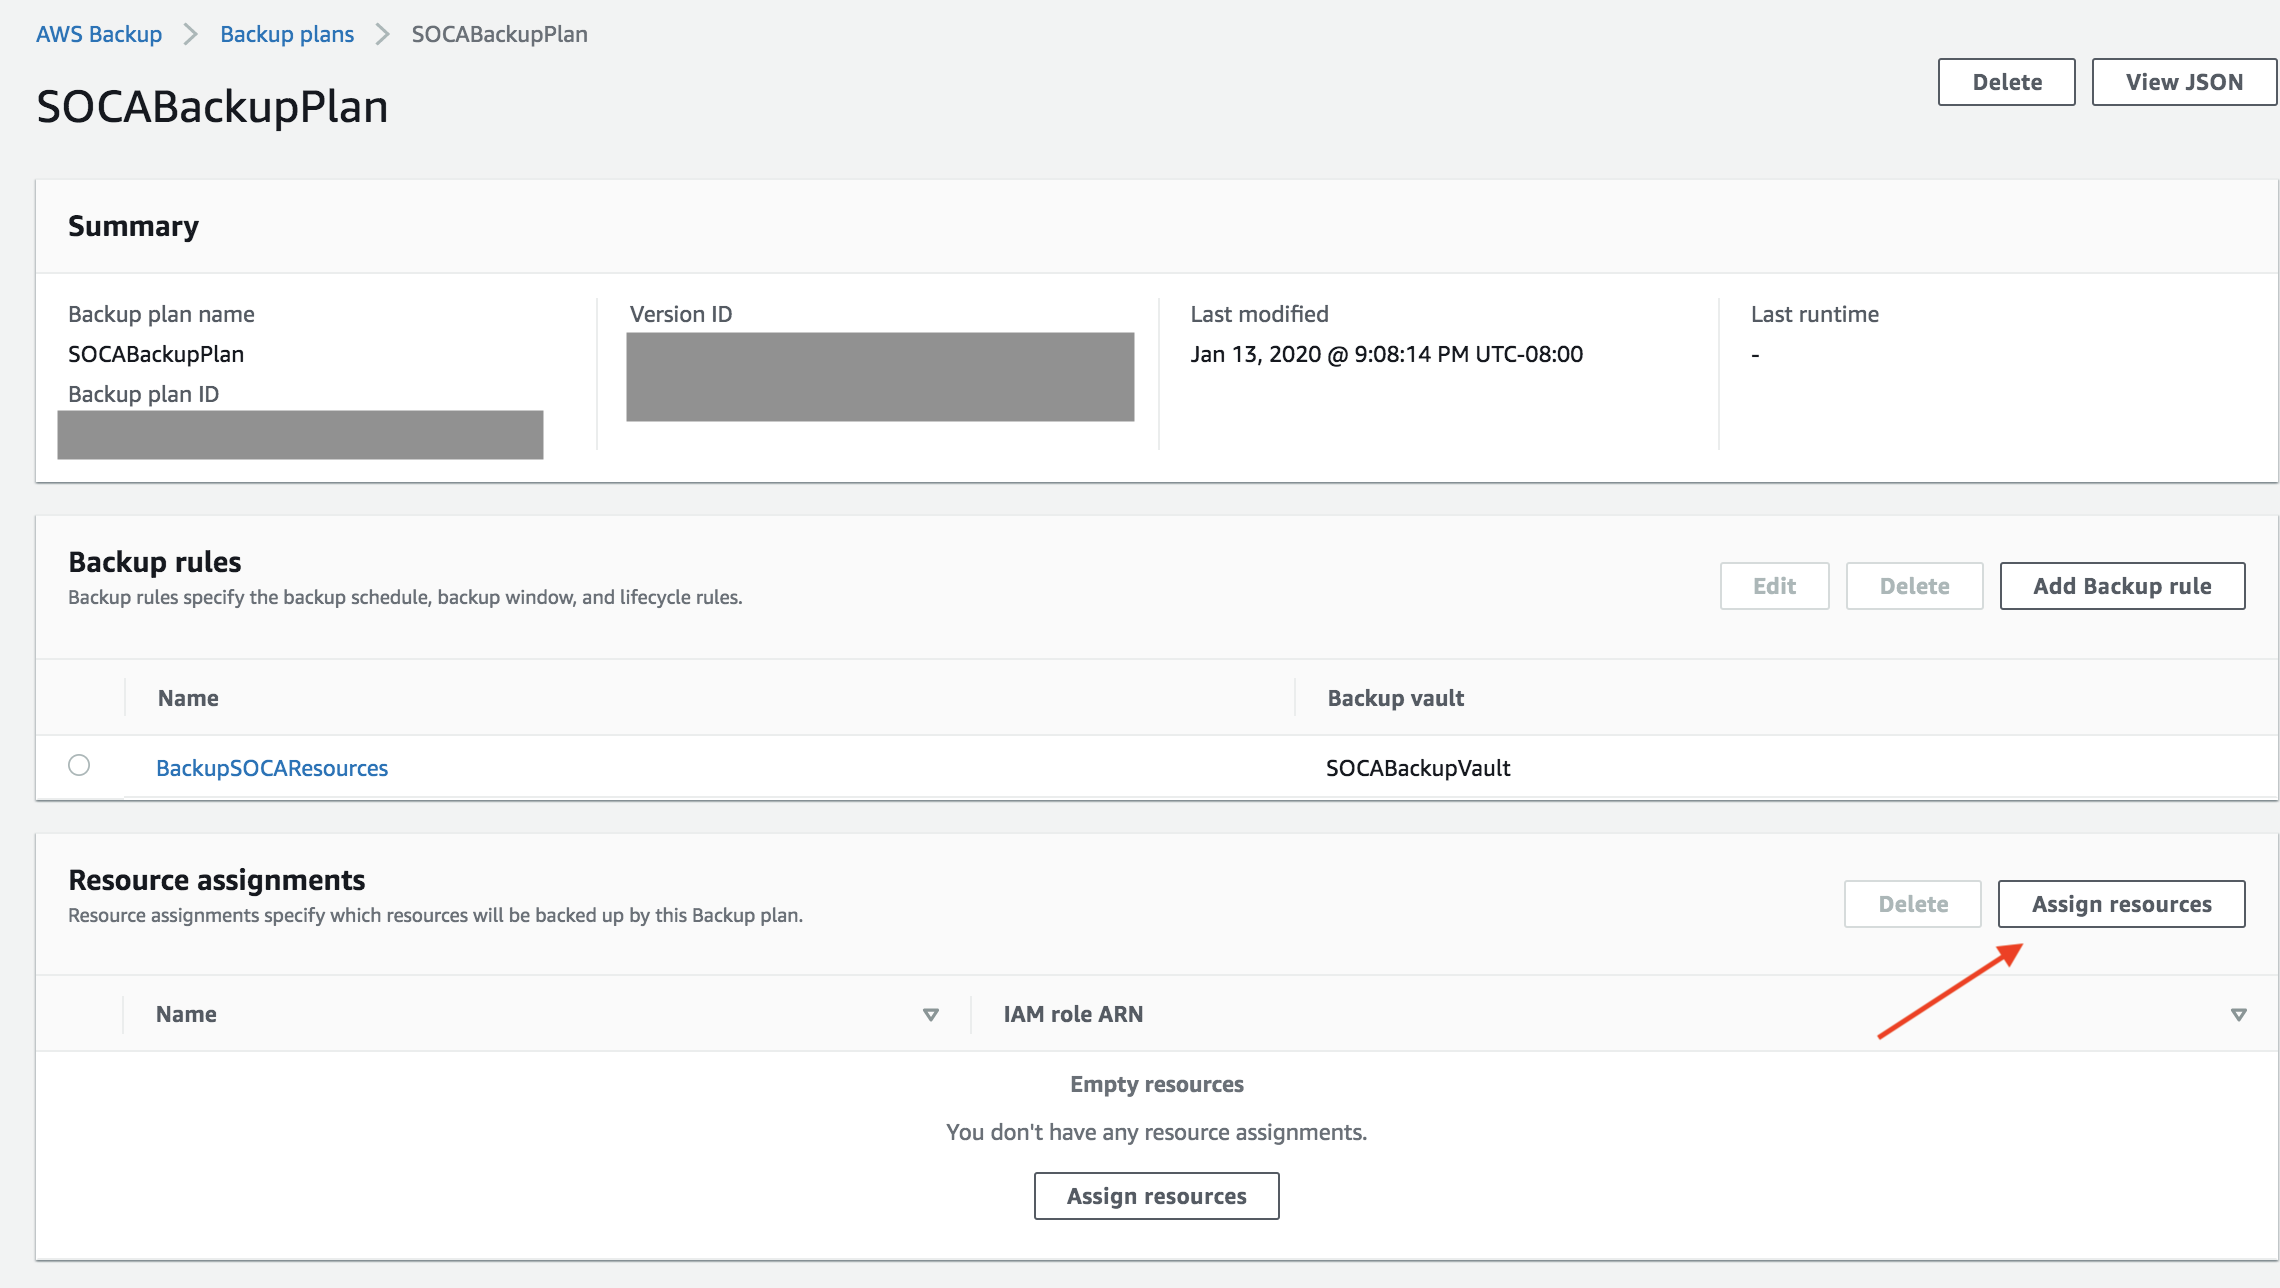 AWS Backup > Backup plans > SOCABackupPlan
SOCABackupPlan
Delete
View JSON
Summary
Backup plan name
SOCABackupPlan
Backup plan ID
Version ID
Last modified
Jan 13, 2020 @ 9:08:14 PM UTC-08:00
Last runtime
-
Backup rules
Backup rules specify the backup schedule, backup window, and lifecycle rules.
Edit
Delete
Add Backup rule
Name
Backup vault
BackupSOCAResources
SOCABackupVault
Resource assignments
Resource assignments specify which resources will be backed up by this Backup plan.
Delete
Assign resources
Name
IAM role ARN
Empty resources
You don't have any resource assignments.
Assign resources